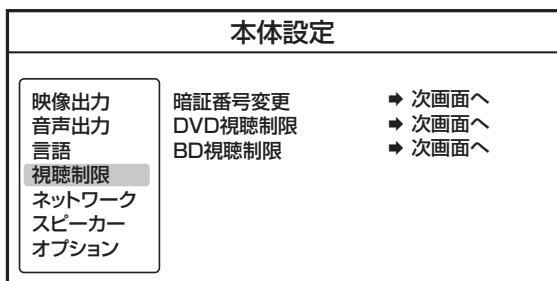 本体設定
映像出力
音声出力
言語
視聴制限
ネットワーク
スピーカー
オプション
暗証番号変更 ➡ 次画面へ
DVD視聴制限 ➡ 次画面へ
BD視聴制限 ➡ 次画面へ